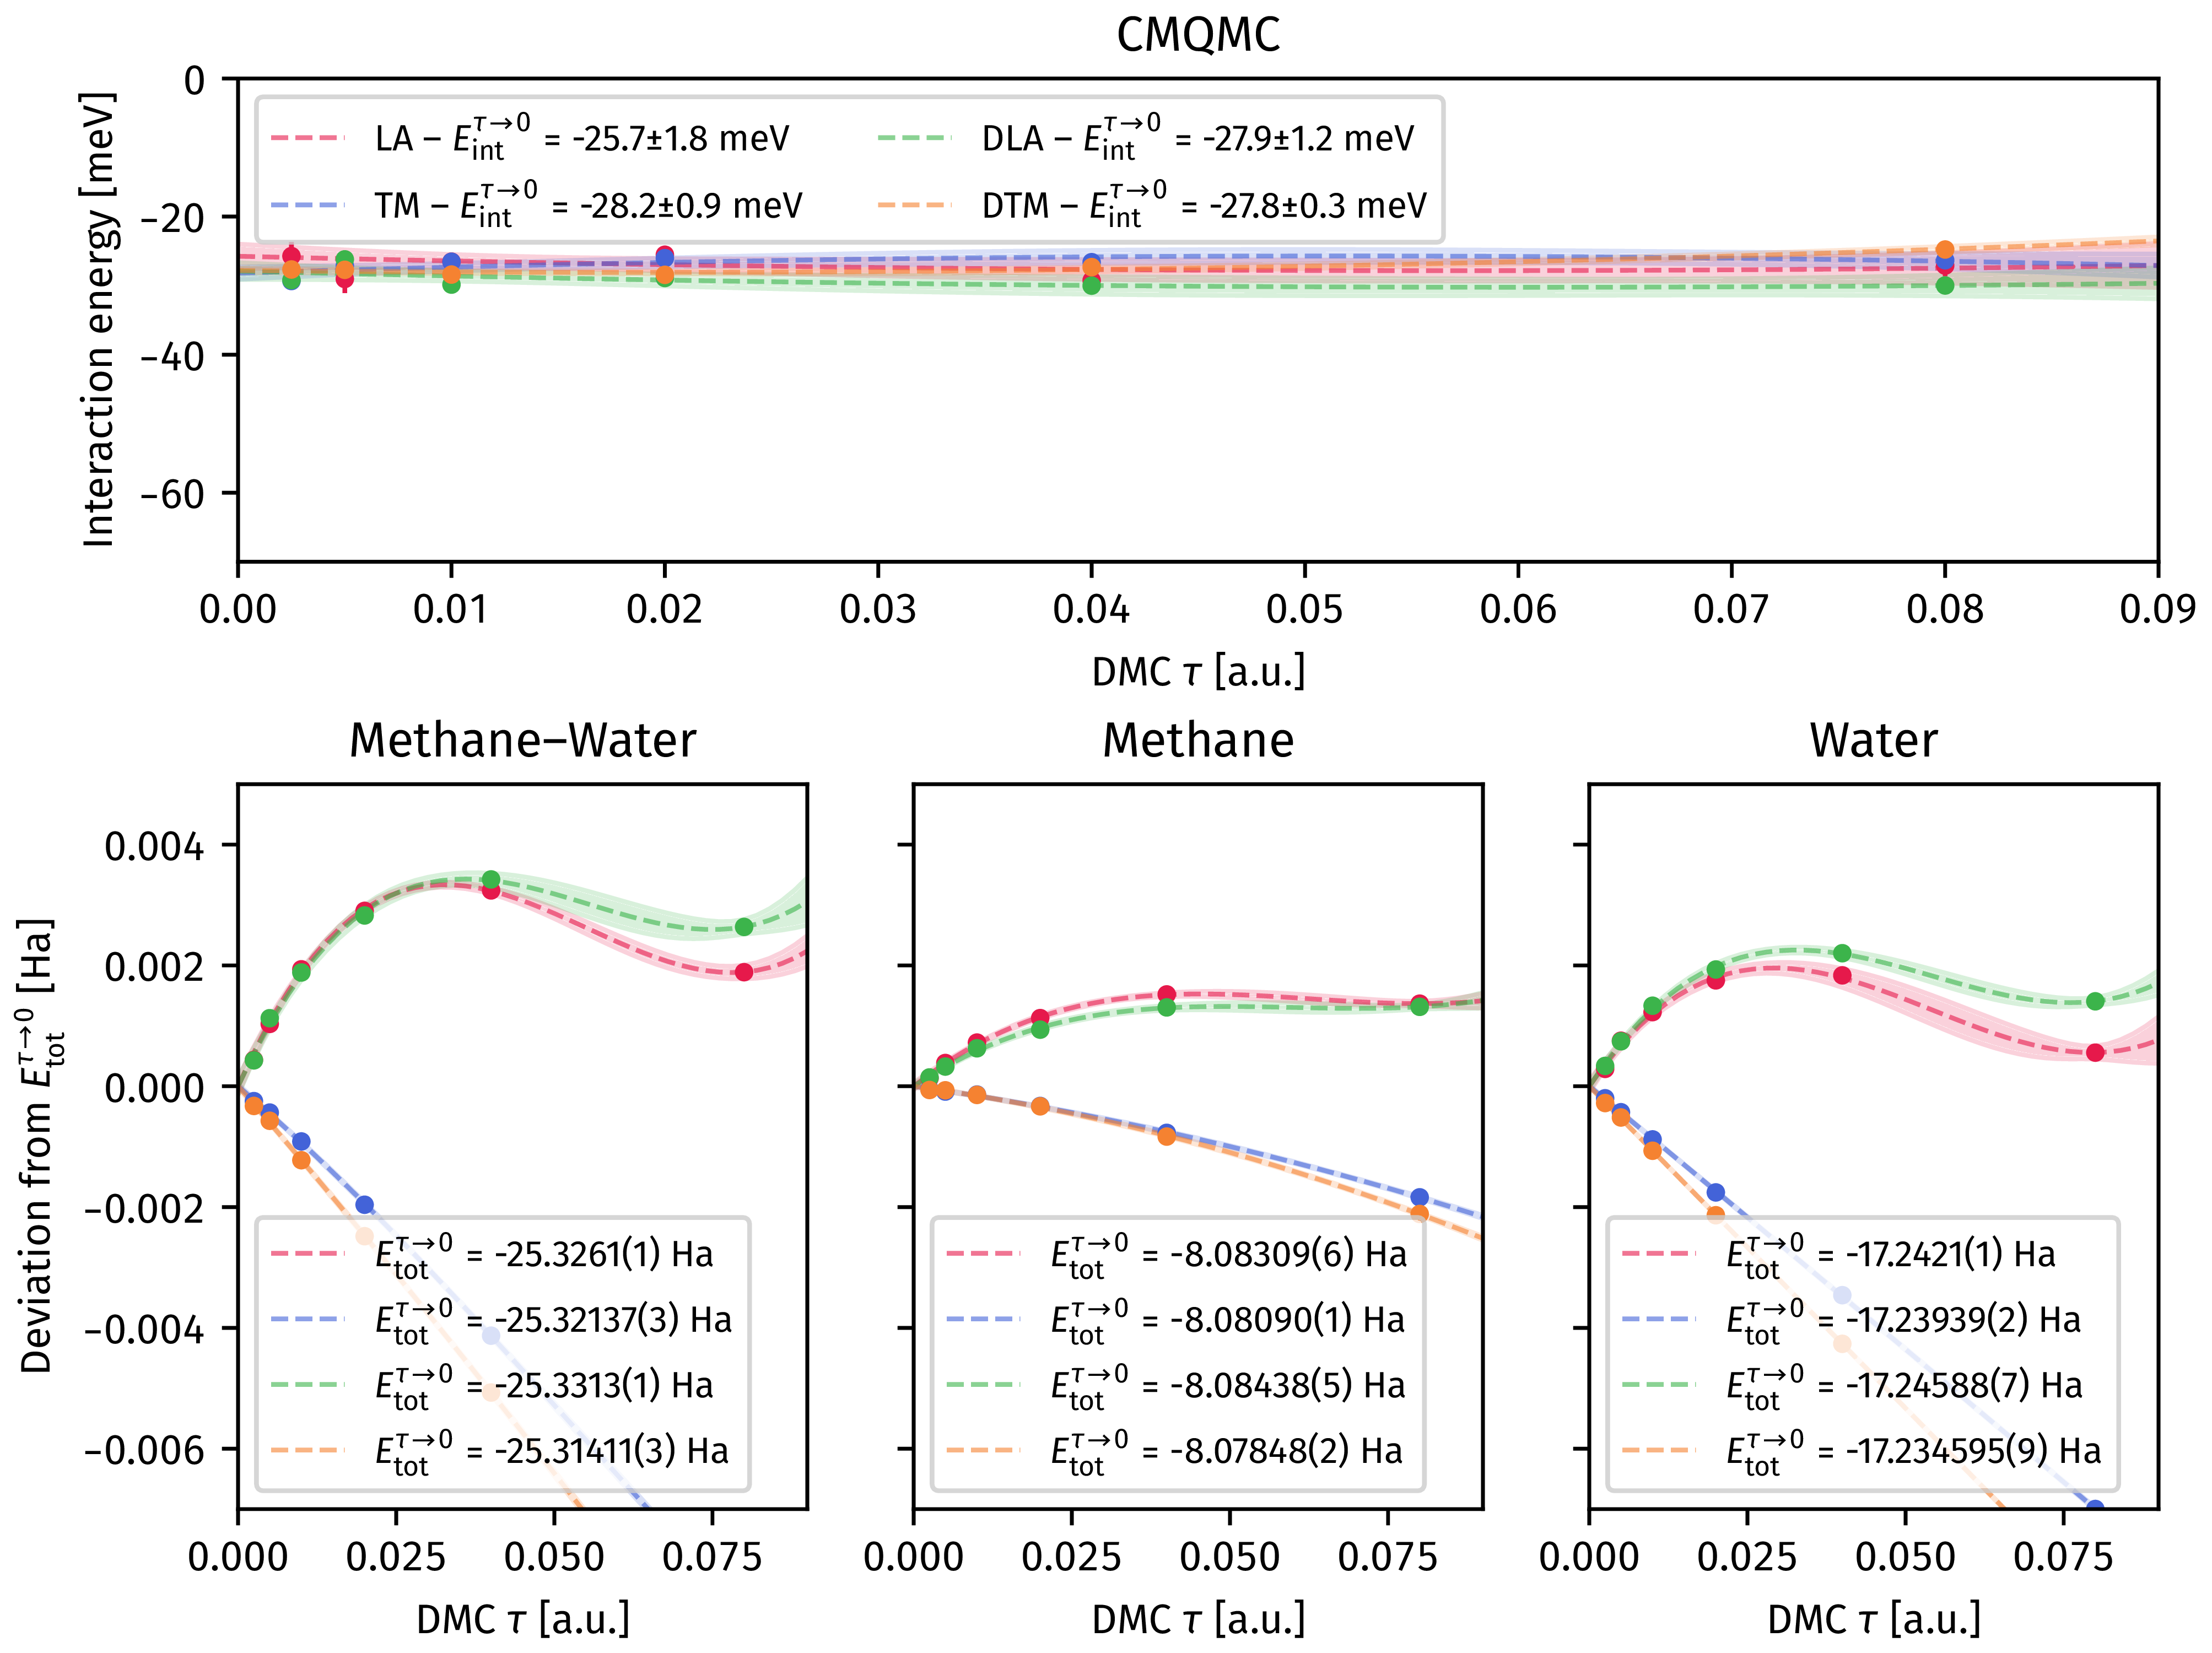 CMQMC
Interaction energy [meV]
0
−20
−40
−60
LA – E_int^{τ→0} = -25.7±1.8 meV
TM – E_int^{τ→0} = -28.2±0.9 meV
DLA – E_int^{τ→0} = -27.9±1.2 meV
DTM – E_int^{τ→0} = -27.8±0.3 meV
0.00 0.01 0.02 0.03 0.04 0.05 0.06 0.07 0.08 0.09
DMC τ [a.u.]
Deviation from E_tot^{τ→0} [Ha]
0.004
0.002
0.000
−0.002
−0.004
−0.006
Methane–Water
E_tot^{τ→0} = -25.3261(1) Ha
E_tot^{τ→0} = -25.32137(3) Ha
E_tot^{τ→0} = -25.3313(1) Ha
E_tot^{τ→0} = -25.31411(3) Ha
0.000 0.025 0.050 0.075
DMC τ [a.u.]
Methane
E_tot^{τ→0} = -8.08309(6) Ha
E_tot^{τ→0} = -8.08090(1) Ha
E_tot^{τ→0} = -8.08438(5) Ha
E_tot^{τ→0} = -8.07848(2) Ha
0.000 0.025 0.050 0.075
DMC τ [a.u.]
Water
E_tot^{τ→0} = -17.2421(1) Ha
E_tot^{τ→0} = -17.23939(2) Ha
E_tot^{τ→0} = -17.24588(7) Ha
E_tot^{τ→0} = -17.234595(9) Ha
0.000 0.025 0.050 0.075
DMC τ [a.u.]